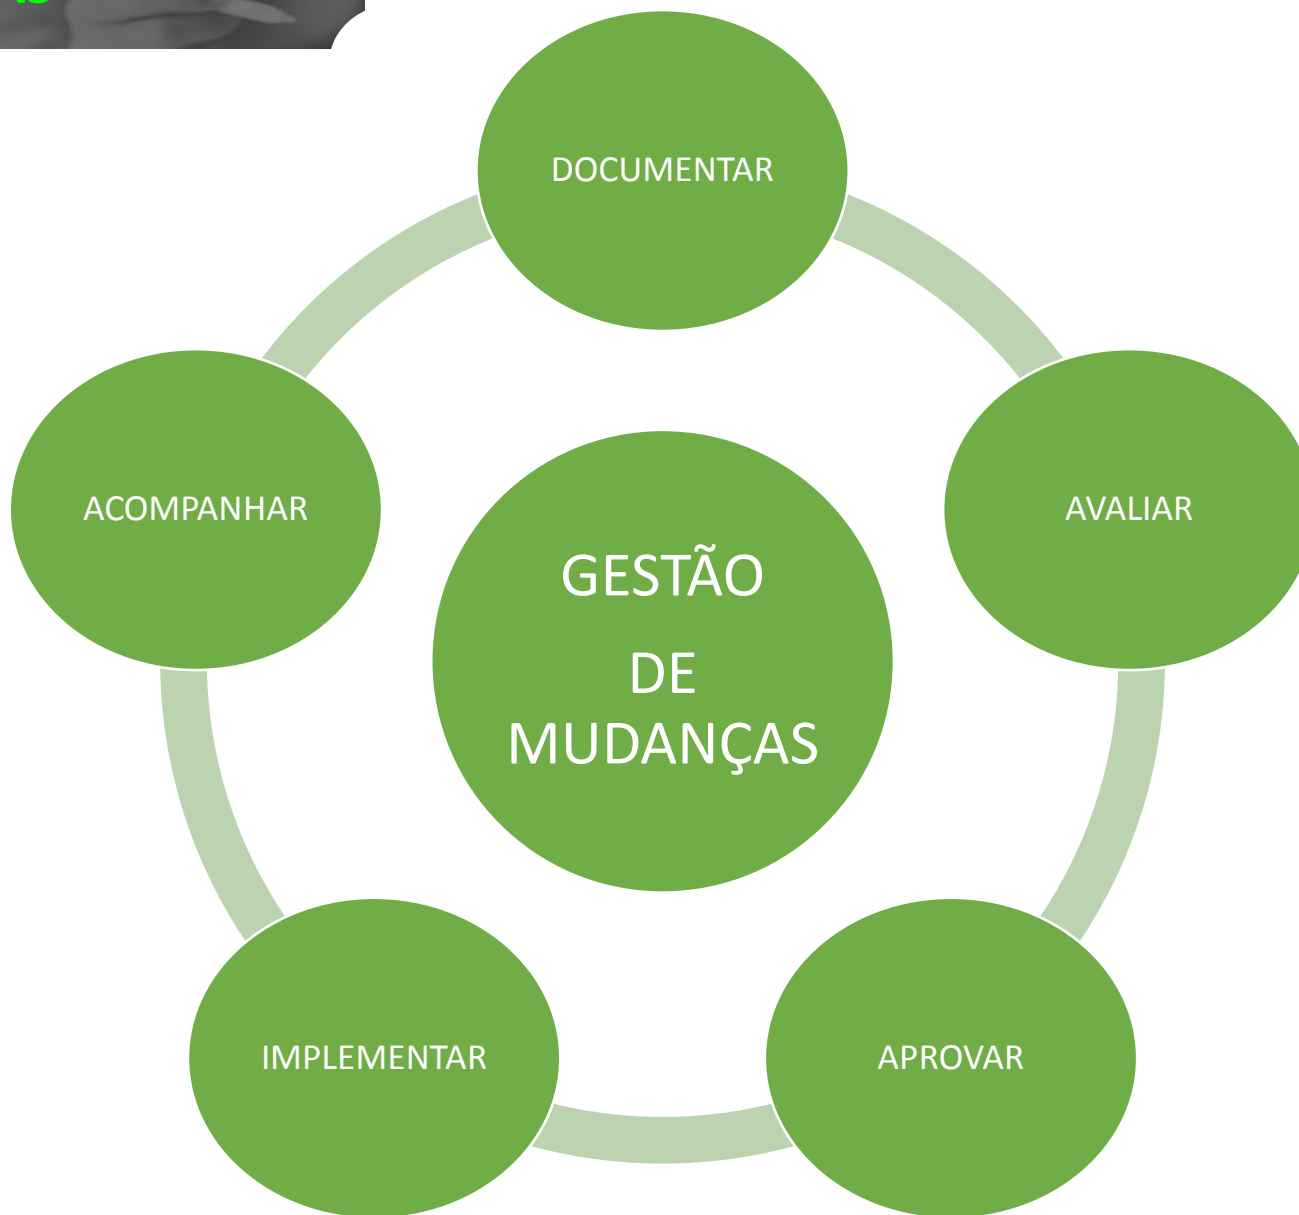 DOCUMENTAR
ACOMPANHAR
AVALIAR
GESTÃO
DE
MUDANÇAS
IMPLEMENTAR
APROVAR